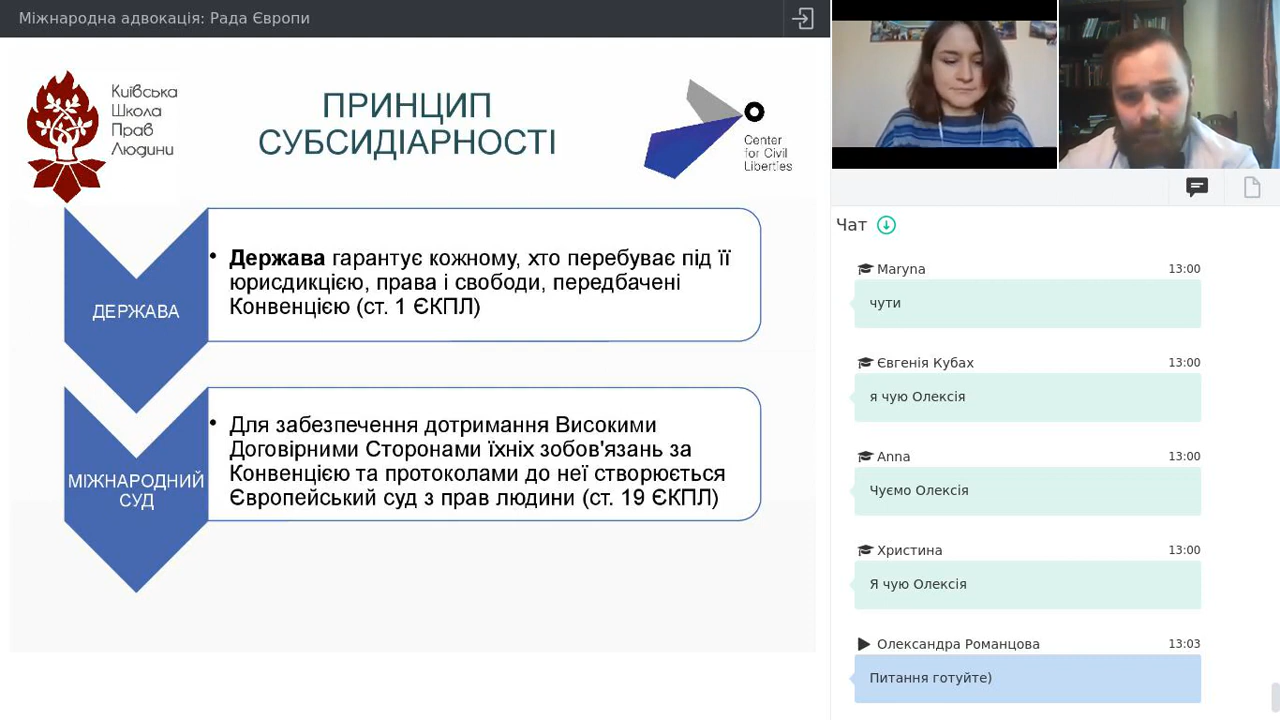 Міжнародна адвокація: Рада Європи
Київська
Школа
Прав
Людини
ПРИНЦИП
СУБСИДІАРНОСТІ
Center
for Civil
Liberties
ДЕРЖАВА
• Держава гарантує кожному, хто перебуває під її
юрисдикцією, права і свободи, передбачені
Конвенцією (ст. 1 ЄКПЛ)
МІЖНАРОДНИЙ
СУД
• Для забезпечення дотримання Високими
Договірними Сторонами їхніх зобов'язань за
Конвенцією та протоколами до неї створюється
Європейський суд з прав людини (ст. 19 ЄКПЛ)
Чат
Maryna 13:00
чути
Євгенія Кубах 13:00
я чую Олексія
Anna 13:00
Чуємо Олексія
Христина 13:00
Я чую Олексія
Олександра Романцова 13:03
Питання готуйте)